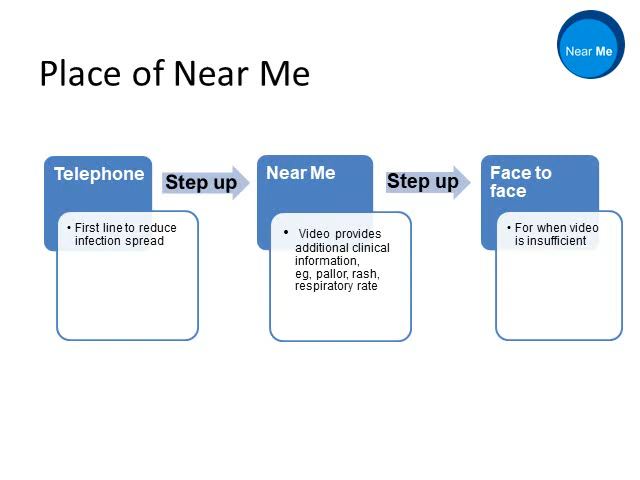 Near Me
Place of Near Me
Telephone
• First line to reduce
infection spread
Step up
Near Me
• Video provides
additional clinical
information,
eg, pallor, rash,
respiratory rate
Step up
Face to
face
• For when video
is insufficient